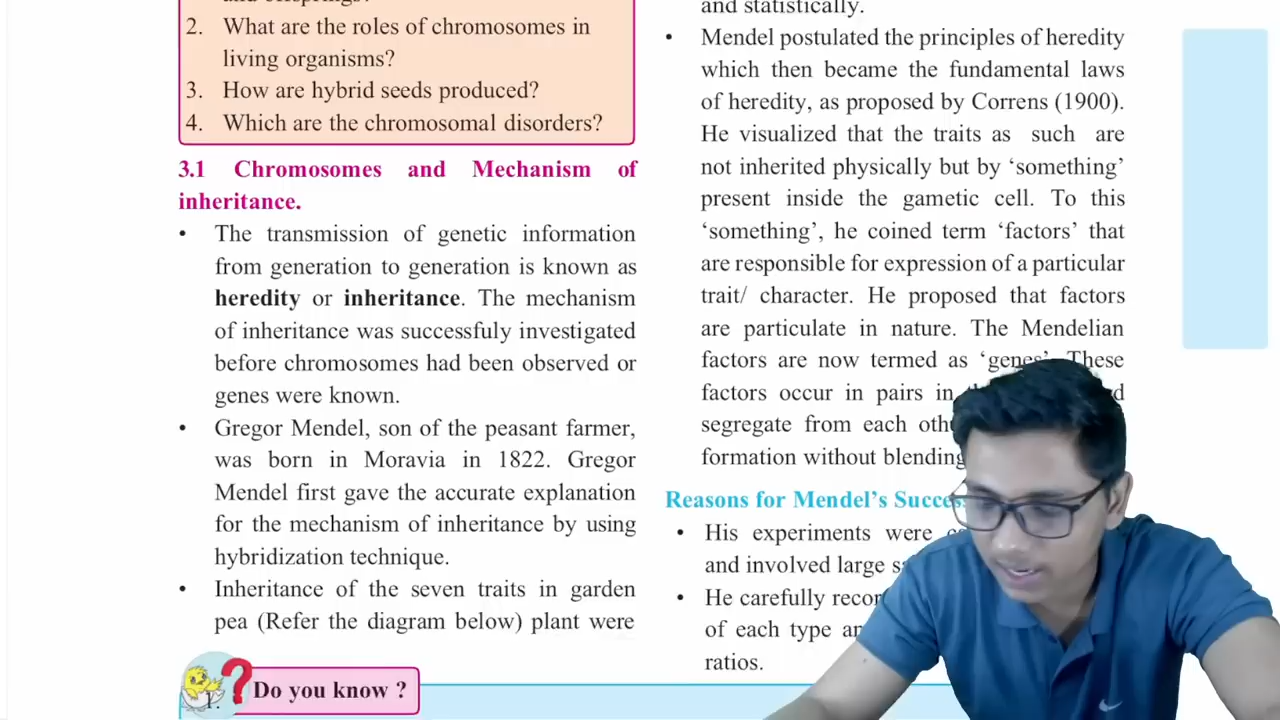 2. What are the roles of chromosomes in
living organisms?
3. How are hybrid seeds produced?
4. Which are the chromosomal disorders?
3.1 Chromosomes and Mechanism of
inheritance.
• The transmission of genetic information
from generation to generation is known as
heredity or inheritance. The mechanism
of inheritance was successfuly investigated
before chromosomes had been observed or
genes were known.
• Gregor Mendel, son of the peasant farmer,
was born in Moravia in 1822. Gregor
Mendel first gave the accurate explanation
for the mechanism of inheritance by using
hybridization technique.
• Inheritance of the seven traits in garden
pea (Refer the diagram below) plant were
Do you know ?
1.
and statistically.
• Mendel postulated the principles of heredity
which then became the fundamental laws
of heredity, as proposed by Correns (1900).
He visualized that the traits as such are
not inherited physically but by ‘something’
present inside the gametic cell. To this
‘something’, he coined term ‘factors’ that
are responsible for expression of a particular
trait/ character. He proposed that factors
are particulate in nature. The Mendelian
factors are now termed as ‘genes’. These
factors occur in pairs in
segregate from each
formation without blending
Reasons for Mendel’s
• His experiments were
and involved large
• He carefully
of each type
ratios.